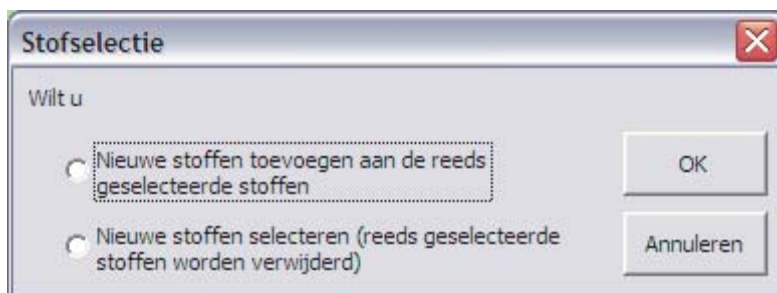 Stofselectie
Wilt u
Nieuwe stoffen toevoegen aan de reeds
geselecteerde stoffen
OK
Nieuwe stoffen selecteren (reeds geselecteerde
stoffen worden verwijderd)
Annuleren